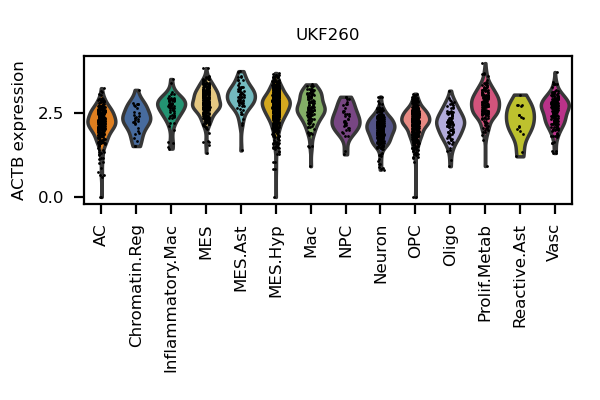 UKF260
ACTB expression
2.5
0.0
AC
Chromatin.Reg
Inflammatory.Mac
MES
MES.Ast
MES.Hyp
Mac
NPC
Neuron
OPC
Oligo
Prolif.Metab
Reactive.Ast
Vasc